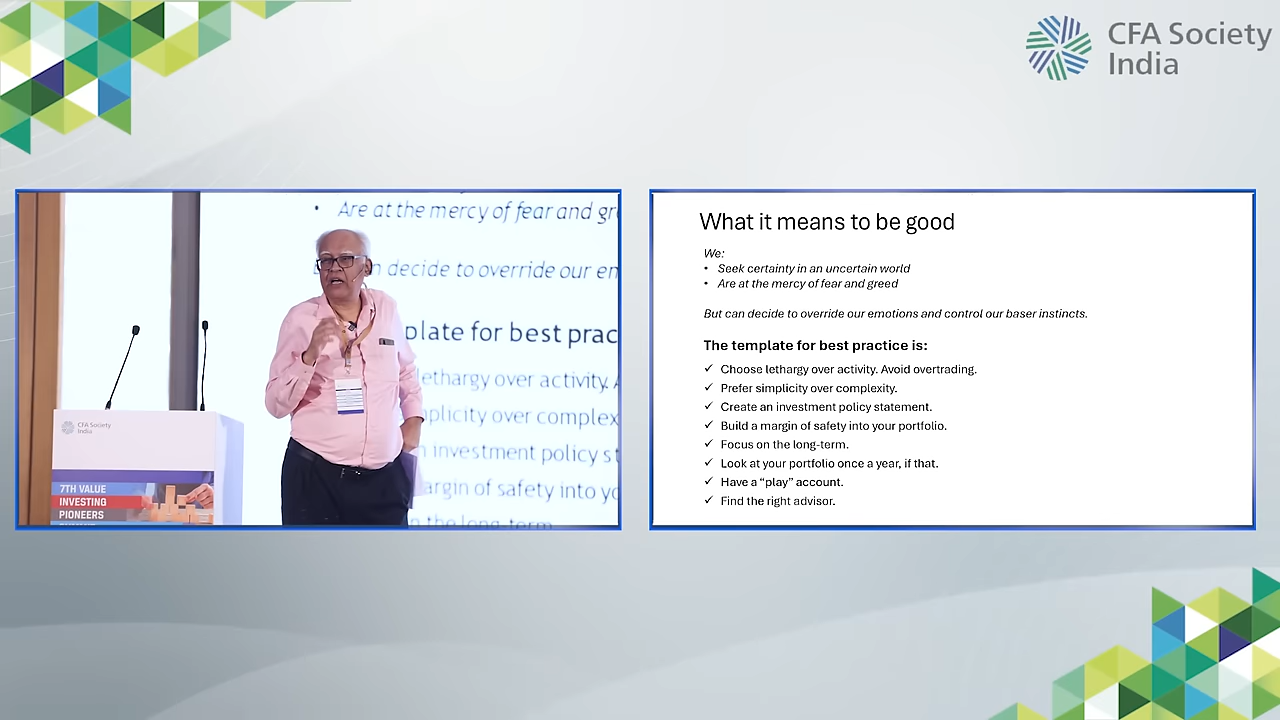 CFA Society
India
• Are at the mercy of fear and
n decide to override our
plate for best
lethargy over activity.
plicity over
investment policy
argin of safety into
the long-term
CFA Society
India
7TH VALUE
INVESTING
PIONEERS
What it means to be good
We:
• Seek certainty in an uncertain world
• Are at the mercy of fear and greed
But can decide to override our emotions and control our baser instincts.
The template for best practice is:
✓ Choose lethargy over activity. Avoid overtrading.
✓ Prefer simplicity over complexity.
✓ Create an investment policy statement.
✓ Build a margin of safety into your portfolio.
✓ Focus on the long-term.
✓ Look at your portfolio once a year, if that.
✓ Have a “play” account.
✓ Find the right advisor.